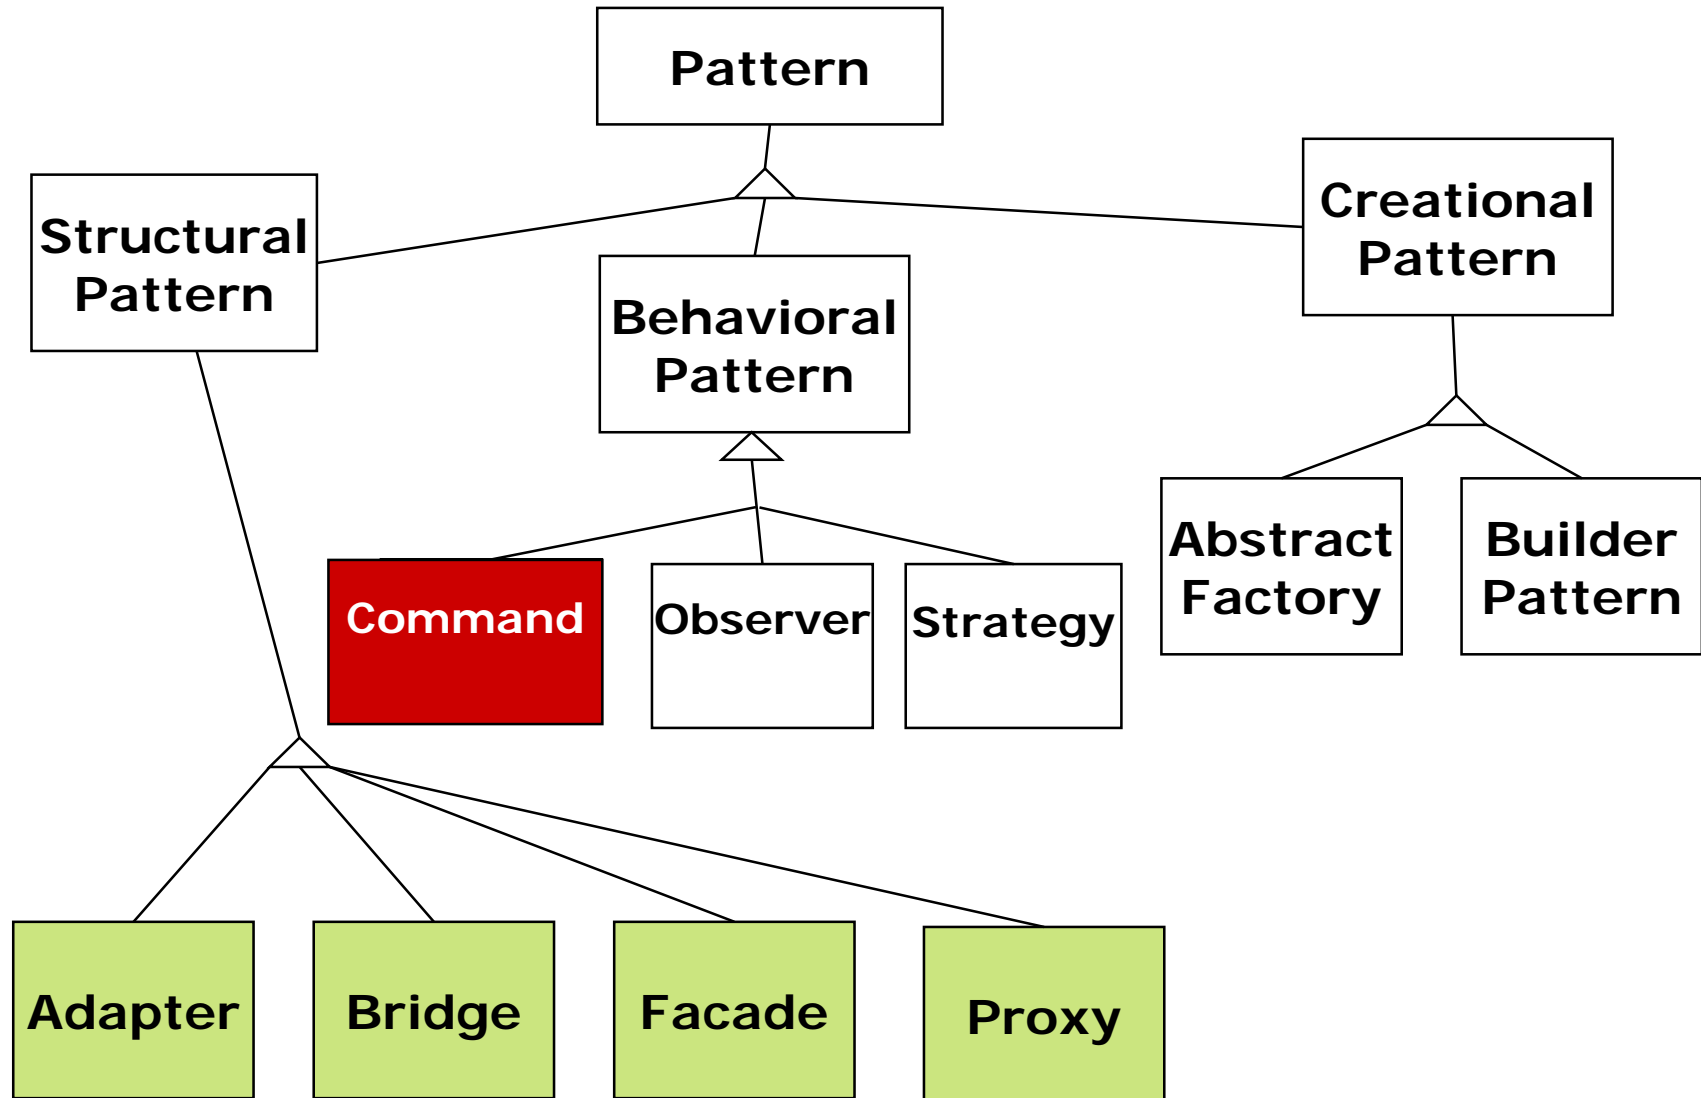 Pattern
Structural
Pattern
Behavioral
Pattern
Creational
Pattern
Command
Observer
Strategy
Abstract
Factory
Builder
Pattern
Adapter
Bridge
Facade
Proxy